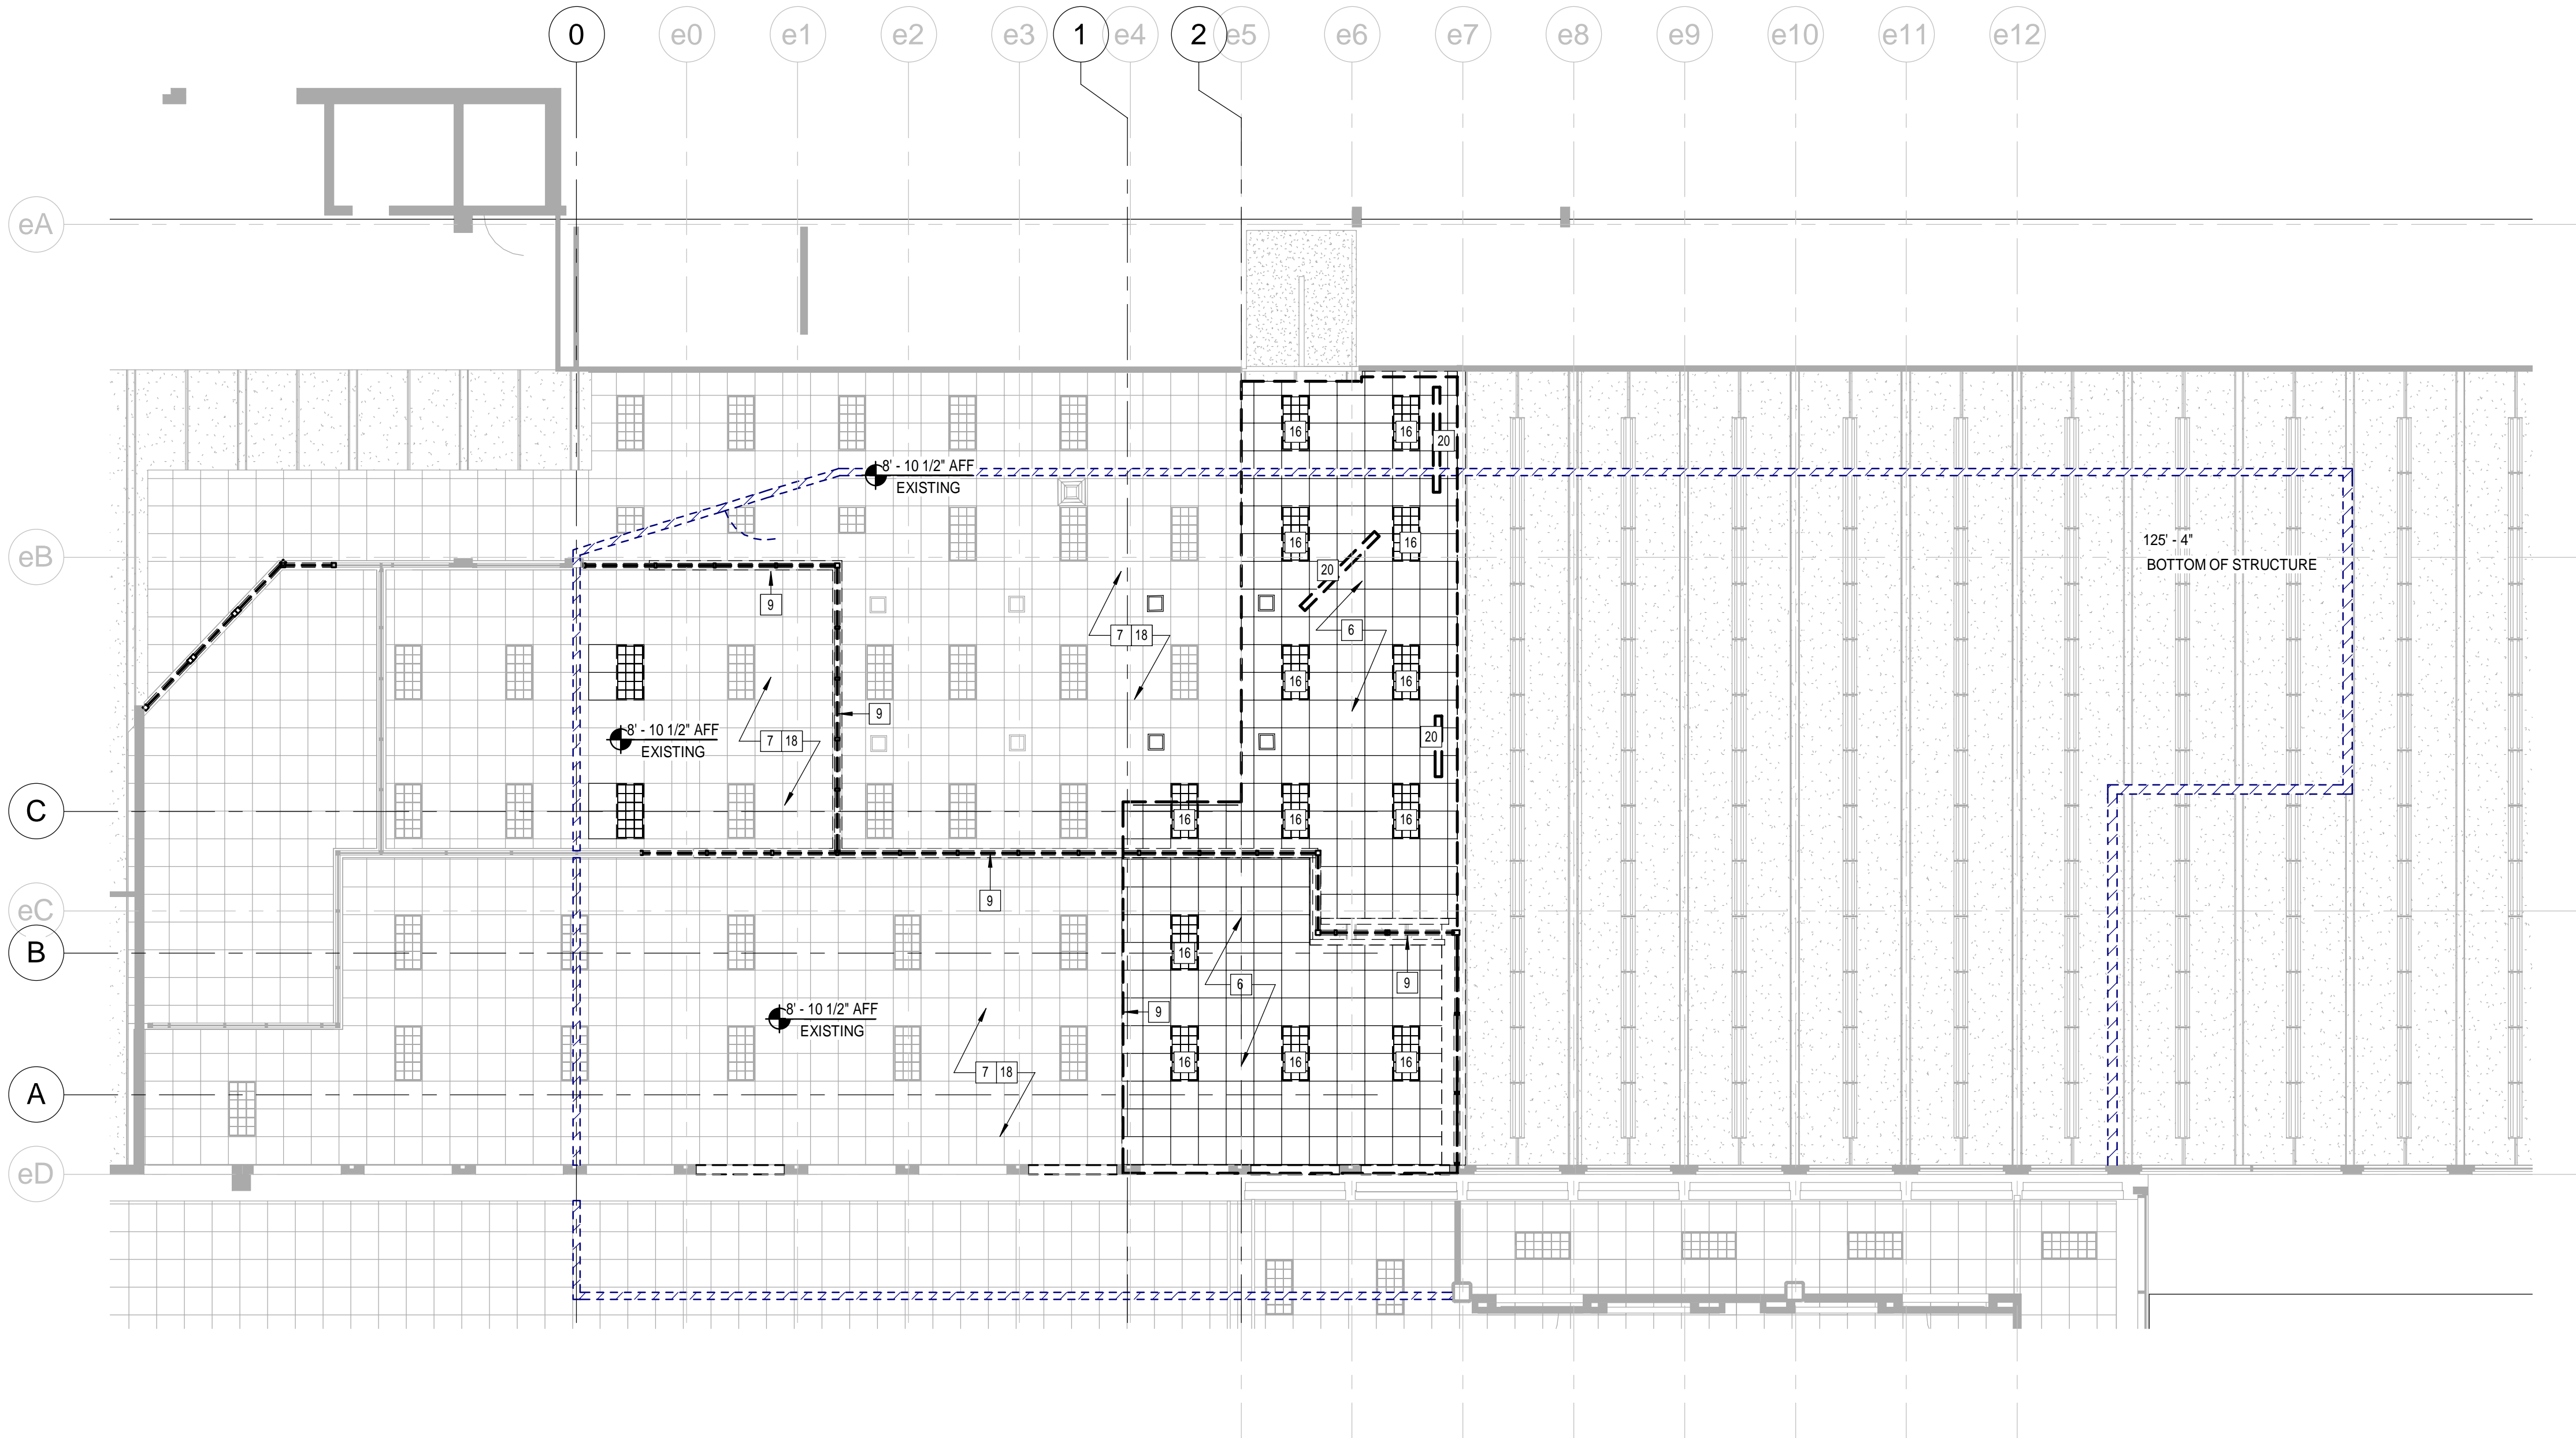 0 e0 e1 e2 e3 1 e4 2 e5 e6 e7 e8 e9 e10 e11 e12
eA
16 16
20
8' - 10 1/2" AFF
EXISTING
16 16
125' - 4"
BOTTOM OF STRUCTURE
eB
20
9
6
7 18
16 16
9
8' - 10 1/2" AFF
EXISTING
7 18
20
C
16 16 16
9
eC
B
16
9
6
8' - 10 1/2" AFF
EXISTING
9
16 16 16
7 18
A
eD